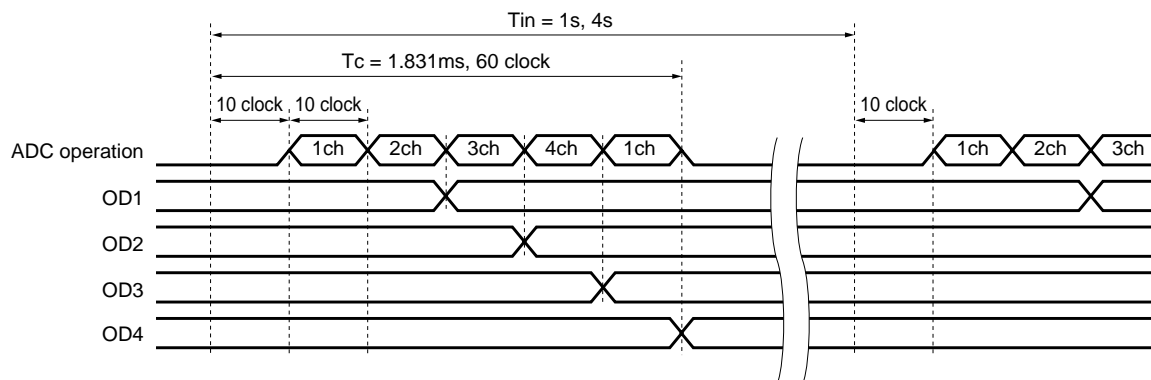 Tin = 1s, 4s
Tc = 1.831ms, 60 clock
10 clock 10 clock 10 clock
ADC operation 1ch 2ch 3ch 4ch 1ch 1ch 2ch 3ch
OD1
OD2
OD3
OD4